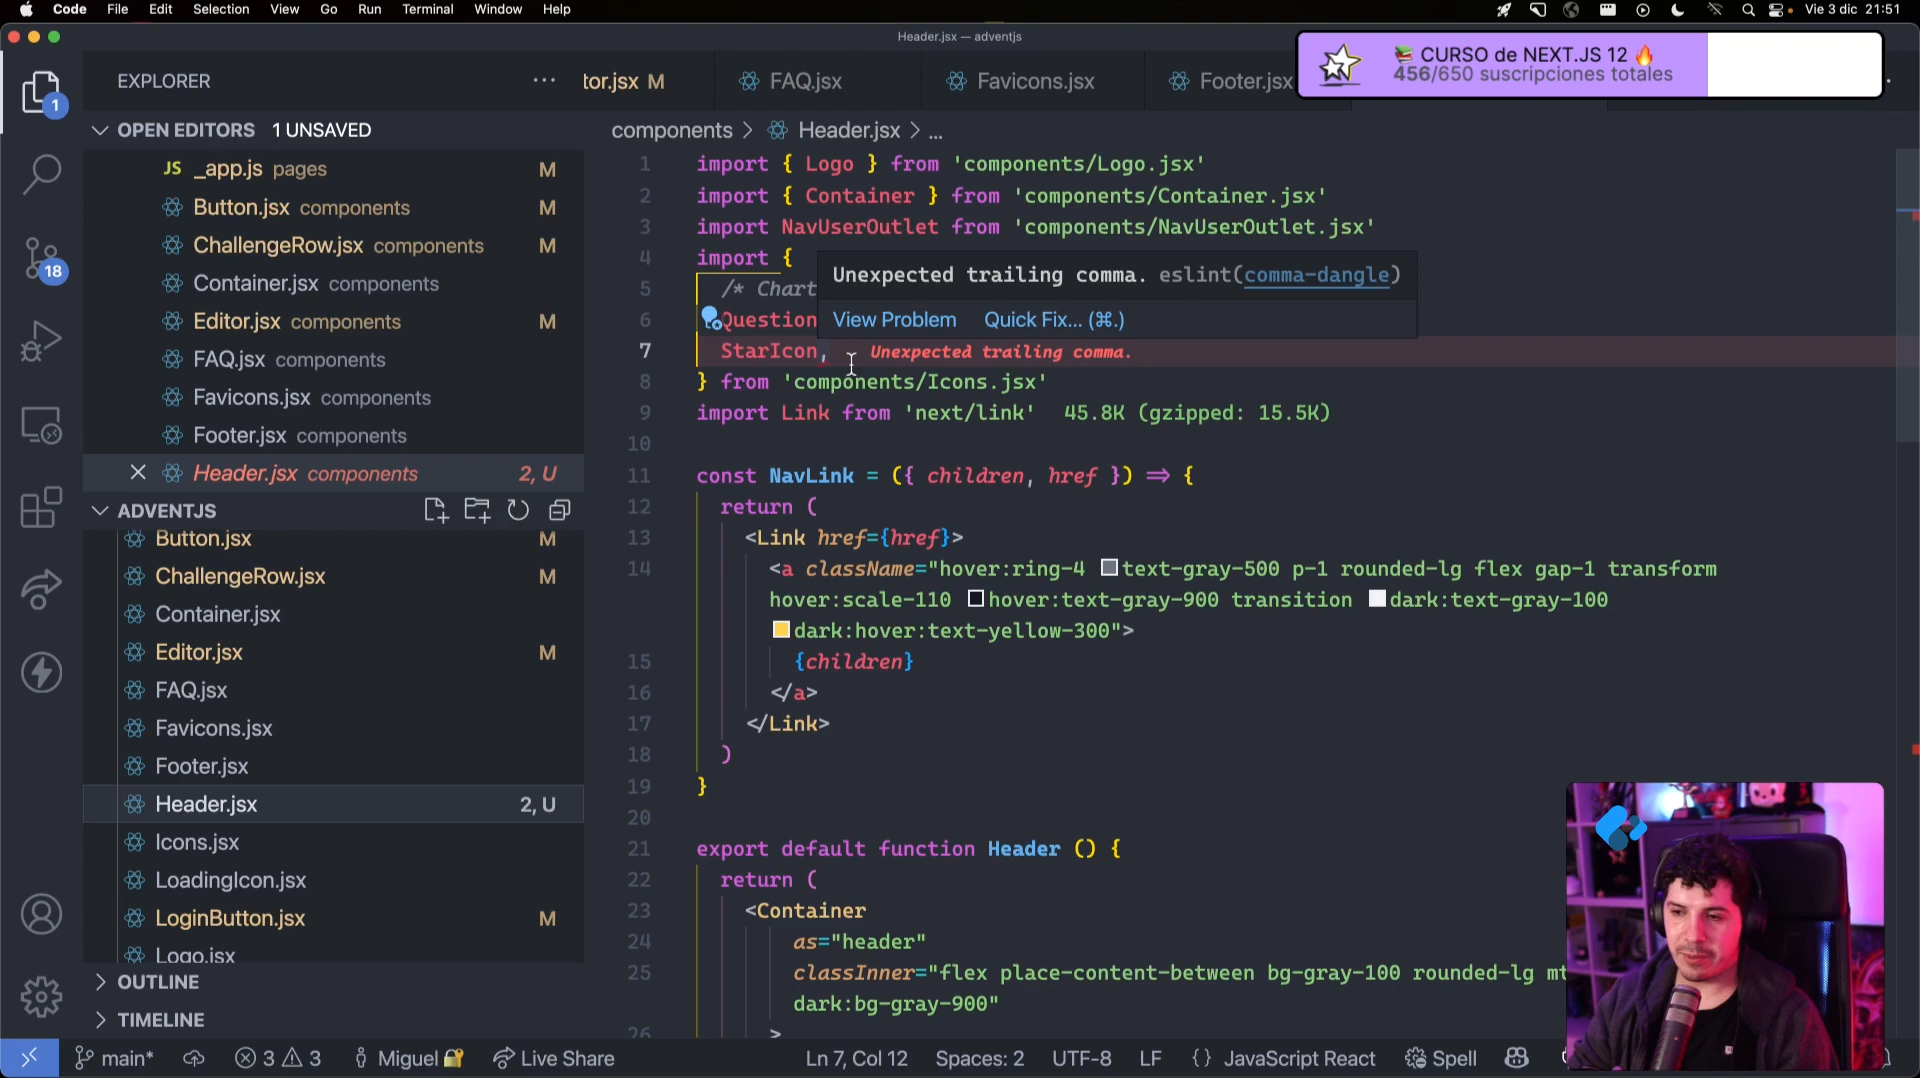 Code File Edit Selection View Go Run Terminal Window Help
Vie 3 dic 21:51
Header.jsx — adventjs
📚 CURSO de NEXT.JS 12 🔥
456/650 suscripciones totales
EXPLORER
tor.jsx M
FAQ.jsx
Favicons.jsx
Footer.jsx
1
OPEN EDITORS 1 UNSAVED
JS _app.js pages M
Button.jsx components M
ChallengeRow.jsx components M
Container.jsx components
Editor.jsx components M
FAQ.jsx components
Favicons.jsx components
Footer.jsx components
Header.jsx components 2, U
18
ADVENTJS
Button.jsx M
ChallengeRow.jsx M
Container.jsx
Editor.jsx M
FAQ.jsx
Favicons.jsx
Footer.jsx
Header.jsx 2, U
Icons.jsx
LoadingIcon.jsx
LoginButton.jsx M
Logo.jsx
OUTLINE
TIMELINE
components > Header.jsx > ...
1 import { Logo } from 'components/Logo.jsx'
2 import { Container } from 'components/Container.jsx'
3 import NavUserOutlet from 'components/NavUserOutlet.jsx'
4 import {
5 /* Chart
6 Question
7 StarIcon, Unexpected trailing comma.
8 } from 'components/Icons.jsx'
9 import Link from 'next/link' 45.8K (gzipped: 15.5K)
10
11 const NavLink = ({ children, href }) => {
12 return (
13 <Link href={href}>
14 <a className="hover:ring-4 text-gray-500 p-1 rounded-lg flex gap-1 transform
hover:scale-110 hover:text-gray-900 transition dark:text-gray-100
dark:hover:text-yellow-300">
15 {children}
16 </a>
17 </Link>
18 )
19 }
20
21 export default function Header () {
22 return (
23 <Container
24 as="header"
25 classInner="flex place-content-between bg-gray-100 rounded-lg mt
dark:bg-gray-900"
26 >
Unexpected trailing comma. eslint(comma-dangle)
View Problem Quick Fix... (⌘.)
main* 3 3 Miguel 🔐 Live Share
Ln 7, Col 12 Spaces: 2 UTF-8 LF {} JavaScript React Spell